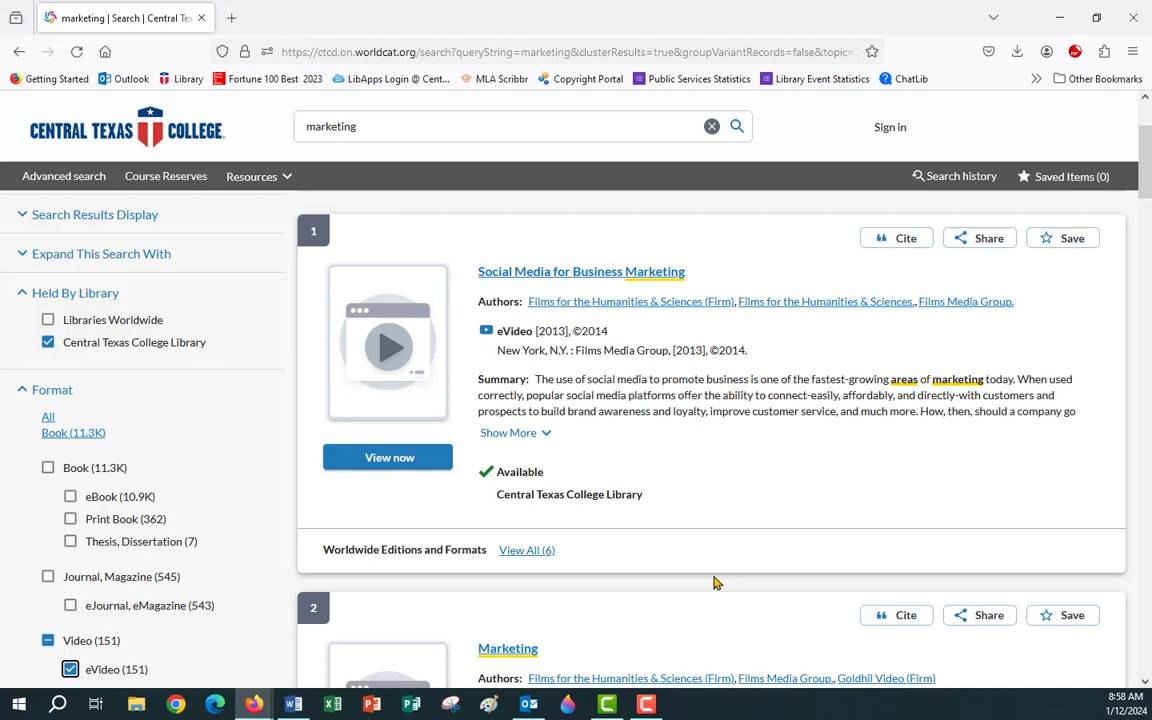 marketing | Search | Central Tex
https://ctcd.on.worldcat.org/search?queryString=marketing&clusterResults=true&groupVariantRecords=false&topic=
Getting Started Outlook Library Fortune 100 Best 2023 LibApps Login @ Cent... MLA Scribbr Copyright Portal Public Services Statistics Library Event Statistics ChatLib Other Bookmarks
CENTRAL TEXAS COLLEGE
marketing
Sign in
Advanced search Course Reserves Resources Search history Saved Items (0)
Search Results Display
Expand This Search With
Held By Library
Libraries Worldwide
Central Texas College Library
Format
All
Book (11.3K)
Book (11.3K)
eBook (10.9K)
Print Book (362)
Thesis, Dissertation (7)
Journal, Magazine (545)
eJournal, eMagazine (543)
Video (151)
eVideo (151)
1
Cite Share Save
Social Media for Business Marketing
Authors: Films for the Humanities & Sciences (Firm), Films for the Humanities & Sciences., Films Media Group.
eVideo [2013], ©2014
New York, N.Y. : Films Media Group, [2013], ©2014.
Summary: The use of social media to promote business is one of the fastest-growing areas of marketing today. When used
correctly, popular social media platforms offer the ability to connect-easily, affordably, and directly-with customers and
prospects to build brand awareness and loyalty, improve customer service, and much more. How, then, should a company go
Show More
View now
Available
Central Texas College Library
Worldwide Editions and Formats View All (6)
2
Cite Share Save
Marketing
Authors: Films for the Humanities & Sciences (Firm), Films Media Group., Goldhil Video (Firm)
8:58 AM
1/12/2024